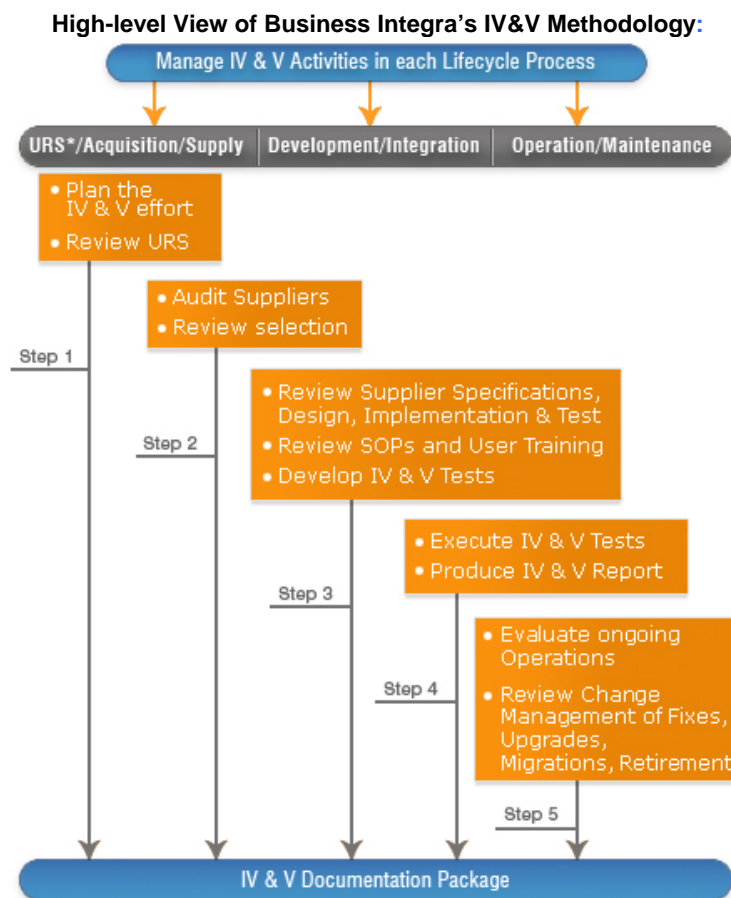 High-level View of Business Integra's IV&V Methodology:
Manage IV & V Activities in each Lifecycle Process
URS*/Acquisition/Supply
Development/Integration
Operation/Maintenance
• Plan the
IV & V effort
• Review URS
• Audit Suppliers
• Review selection
Step 1
• Review Supplier Specifications,
Design, Implementation & Test
• Review SOPs and User Training
• Develop IV & V Tests
Step 2
• Execute IV & V Tests
• Produce IV & V Report
Step 3
• Evaluate ongoing
Operations
• Review Change
Management of Fixes,
Upgrades,
Migrations, Retirement
Step 4
Step 5
IV & V Documentation Package